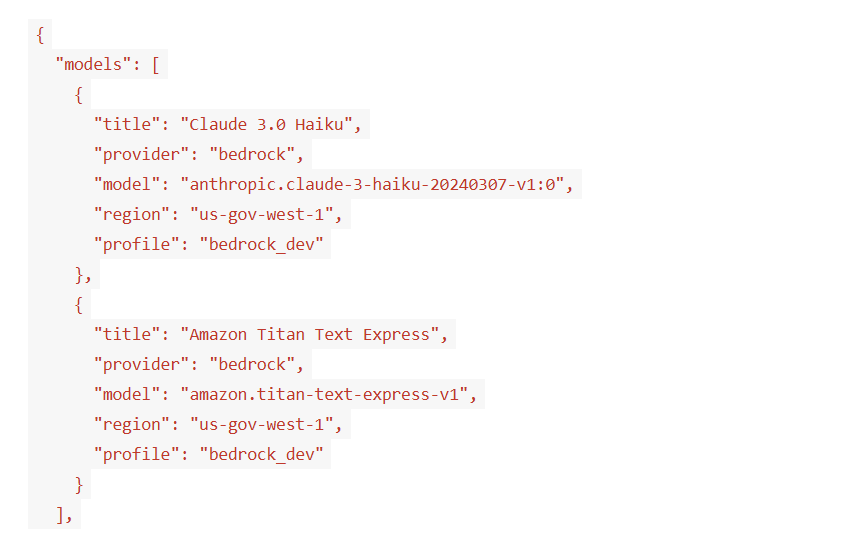 {
"models": [
{
"title": "Claude 3.0 Haiku",
"provider": "bedrock",
"model": "anthropic.claude-3-haiku-20240307-v1:0",
"region": "us-gov-west-1",
"profile": "bedrock_dev"
},
{
"title": "Amazon Titan Text Express",
"provider": "bedrock",
"model": "amazon.titan-text-express-v1",
"region": "us-gov-west-1",
"profile": "bedrock_dev"
}
],